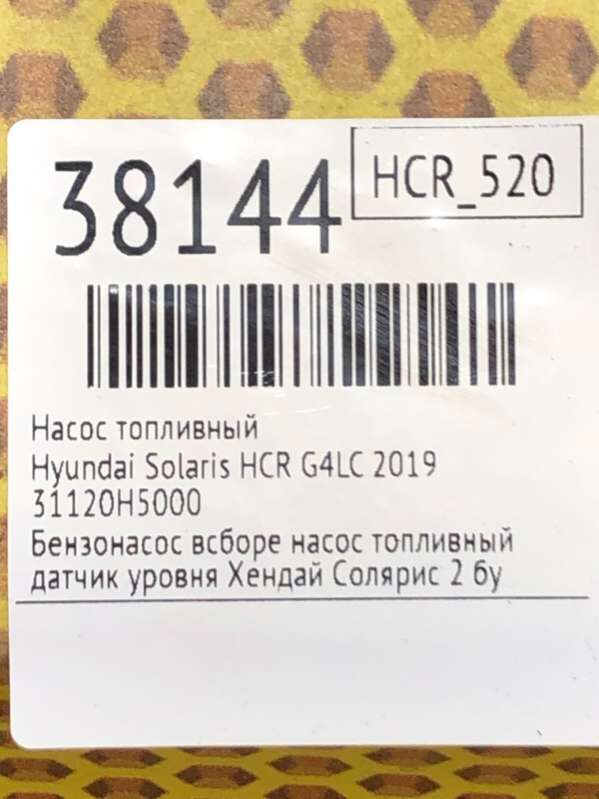 38144
HCR_520
Насос топливный
Hyundai Solaris HCR G4LC 2019
31120H5000
Бензонасос всборе насос топливный
датчик уровня Хендай Солярис 2 бу